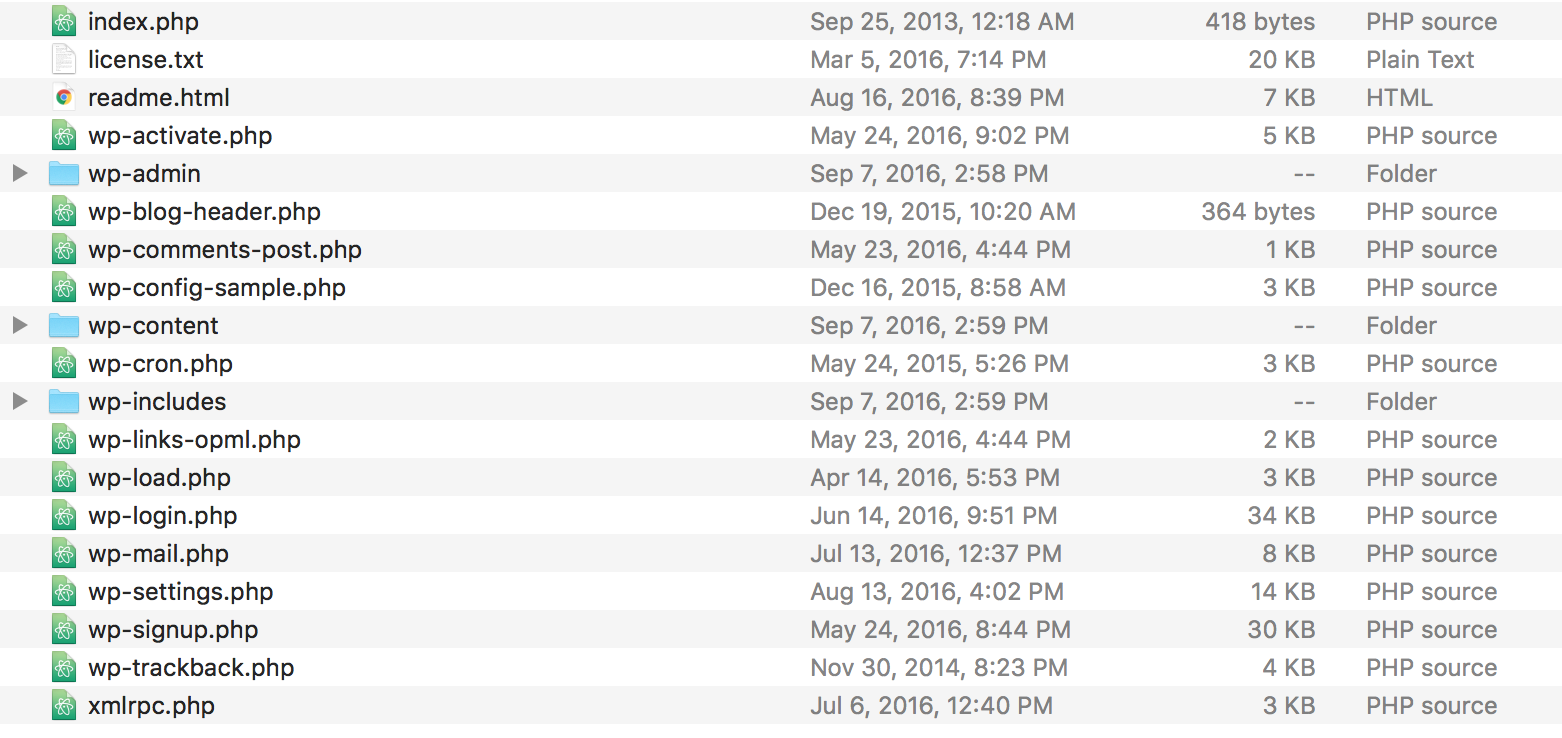 index.php Sep 25, 2013, 12:18 AM 418 bytes PHP source
license.txt Mar 5, 2016, 7:14 PM 20 KB Plain Text
readme.html Aug 16, 2016, 8:39 PM 7 KB HTML
wp-activate.php May 24, 2016, 9:02 PM 5 KB PHP source
wp-admin Sep 7, 2016, 2:58 PM -- Folder
wp-blog-header.php Dec 19, 2015, 10:20 AM 364 bytes PHP source
wp-comments-post.php May 23, 2016, 4:44 PM 1 KB PHP source
wp-config-sample.php Dec 16, 2015, 8:58 AM 3 KB PHP source
wp-content Sep 7, 2016, 2:59 PM -- Folder
wp-cron.php May 24, 2015, 5:26 PM 3 KB PHP source
wp-includes Sep 7, 2016, 2:59 PM -- Folder
wp-links-opml.php May 23, 2016, 4:44 PM 2 KB PHP source
wp-load.php Apr 14, 2016, 5:53 PM 3 KB PHP source
wp-login.php Jun 14, 2016, 9:51 PM 34 KB PHP source
wp-mail.php Jul 13, 2016, 12:37 PM 8 KB PHP source
wp-settings.php Aug 13, 2016, 4:02 PM 14 KB PHP source
wp-signup.php May 24, 2016, 8:44 PM 30 KB PHP source
wp-trackback.php Nov 30, 2014, 8:23 PM 4 KB PHP source
xmlrpc.php Jul 6, 2016, 12:40 PM 3 KB PHP source